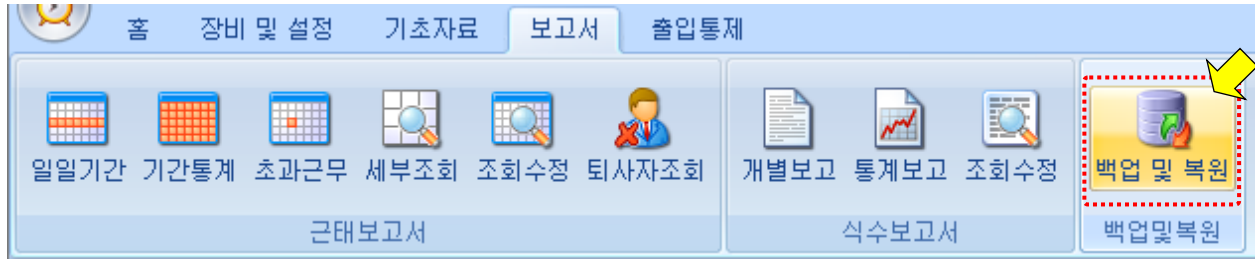 홈 장비 및 설정 기초자료 보고서 출입통제
일일기간 기간통계 초과근무 세부조회 조회수정 퇴사자조회 개별보고 통계보고 조회수정 백업 및 복원
근태보고서 식수보고서 백업및복원